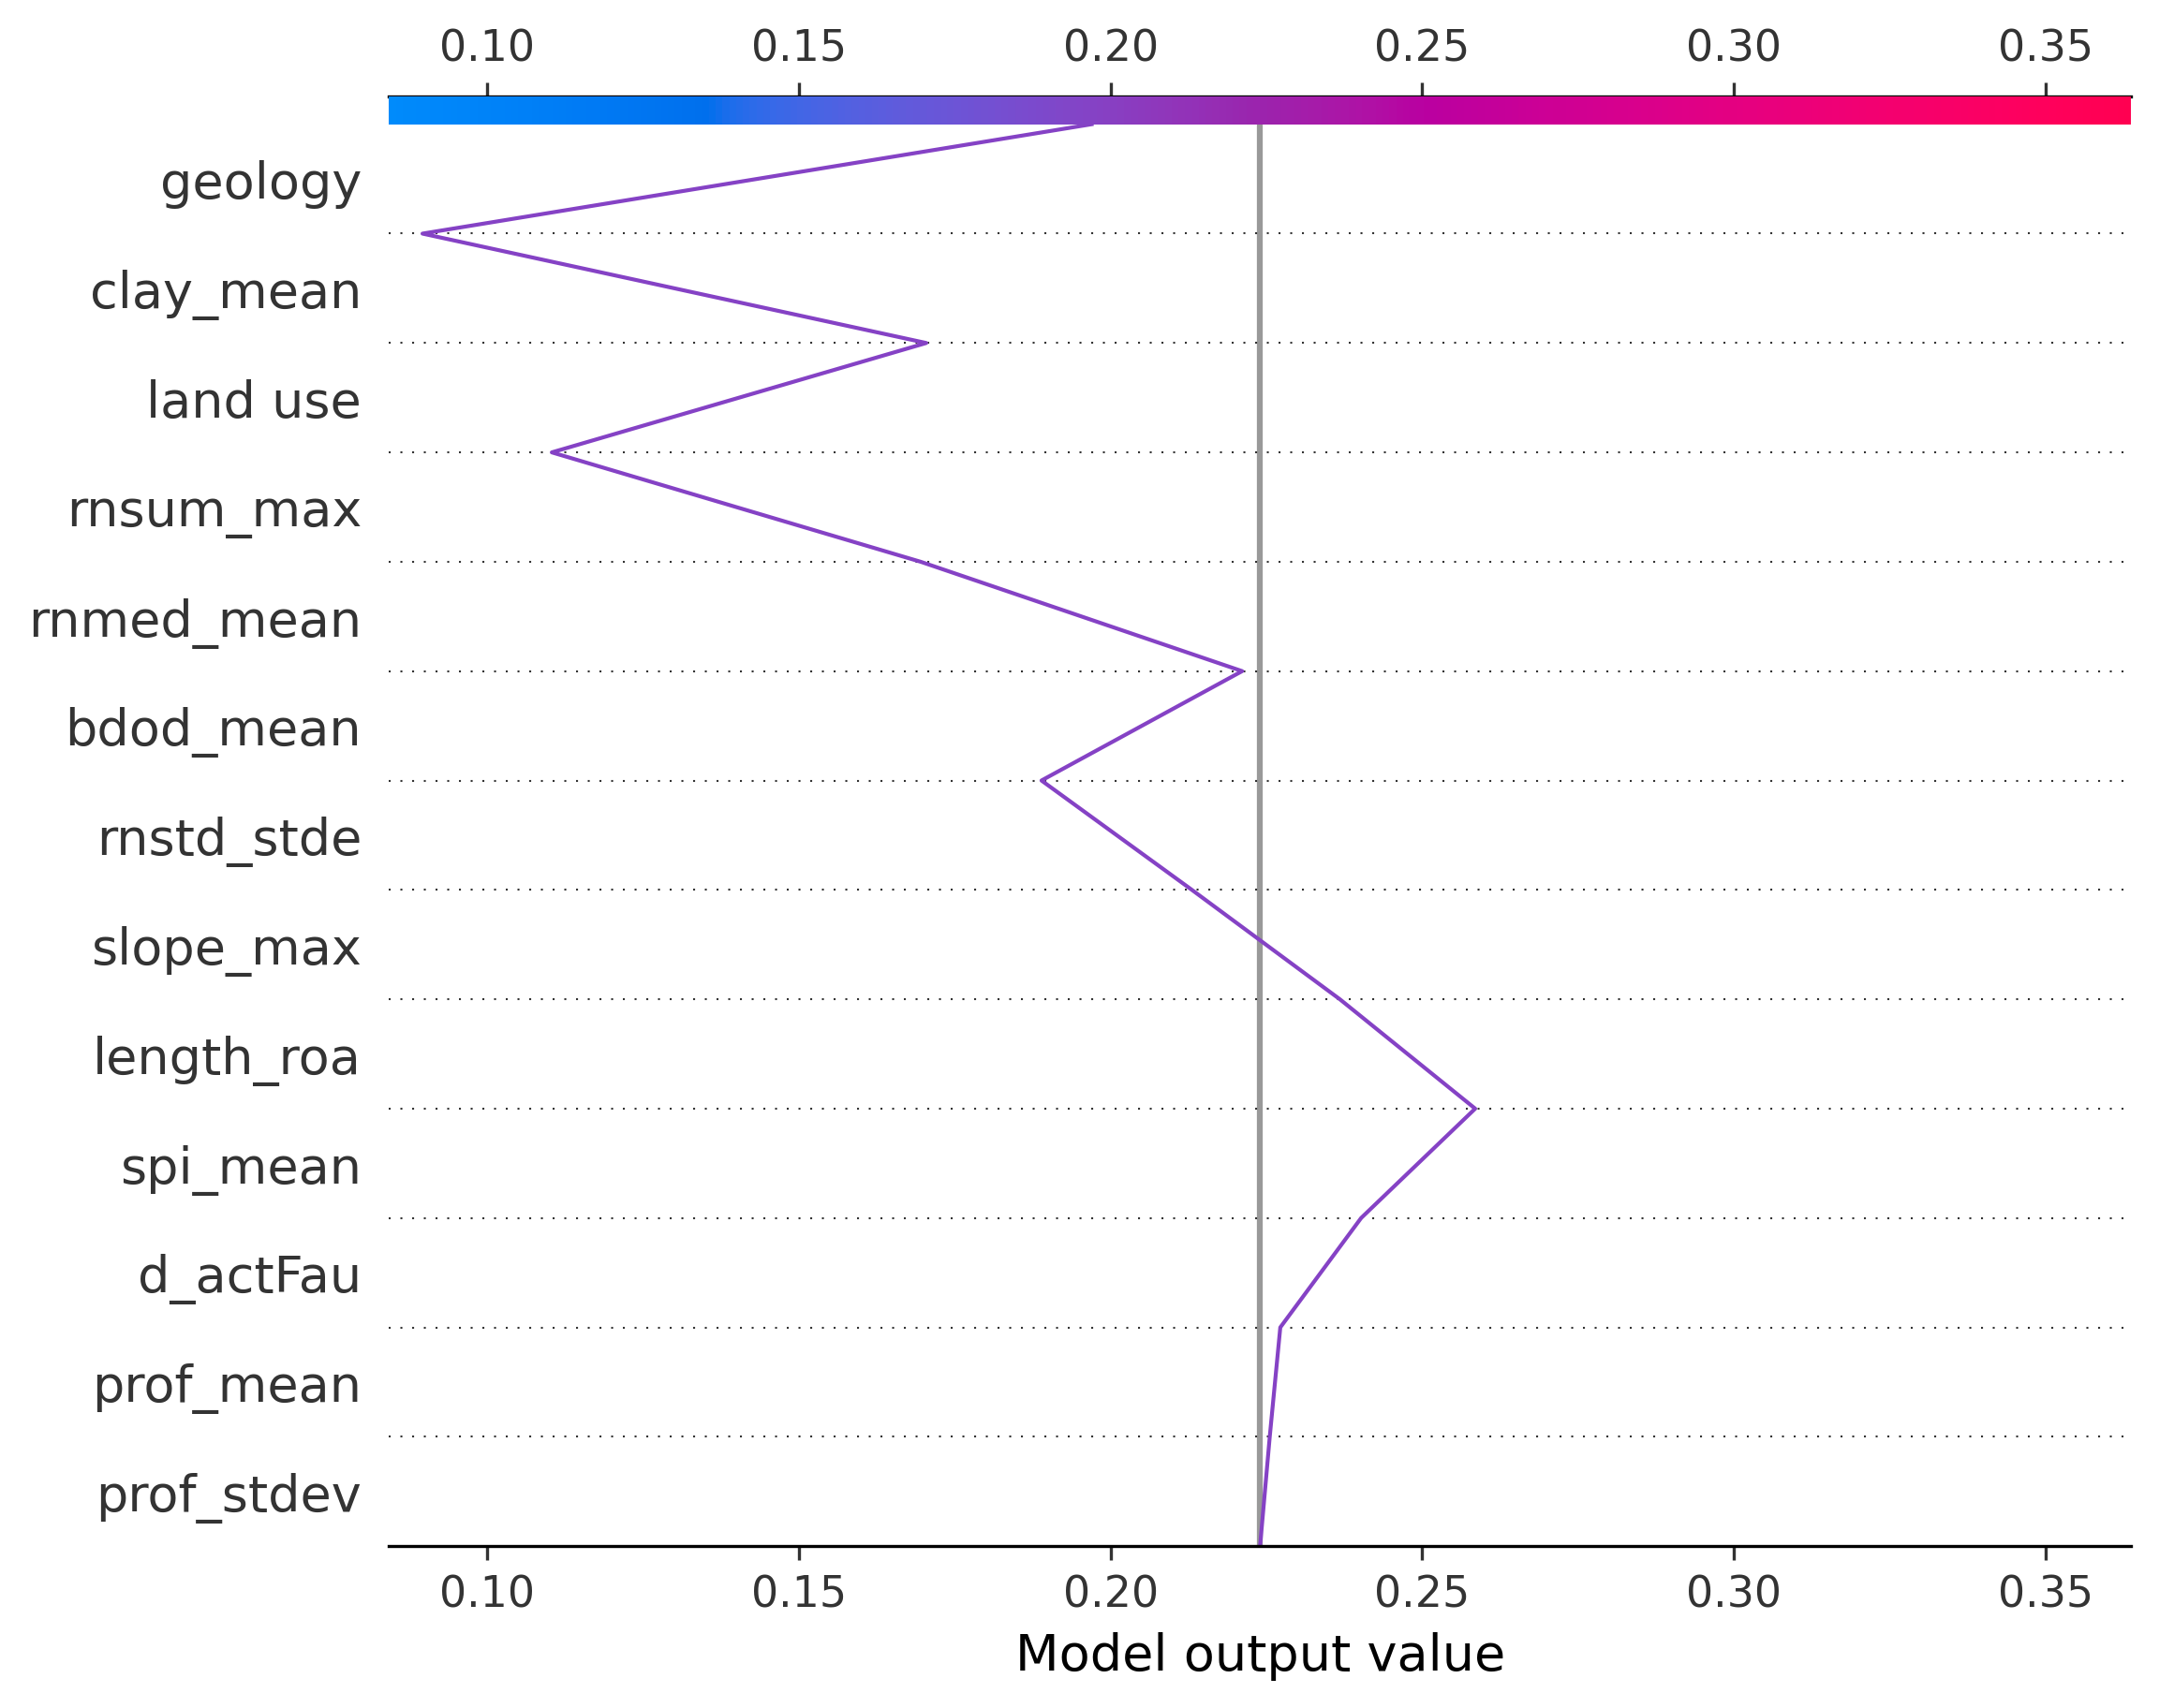 0.10 0.15 0.20 0.25 0.30 0.35
geology
clay_mean
land use
rnsum_max
rnmed_mean
bdod_mean
rnstd_stde
slope_max
length_roa
spi_mean
d_actFau
prof_mean
prof_stdev
0.10 0.15 0.20 0.25 0.30 0.35
Model output value